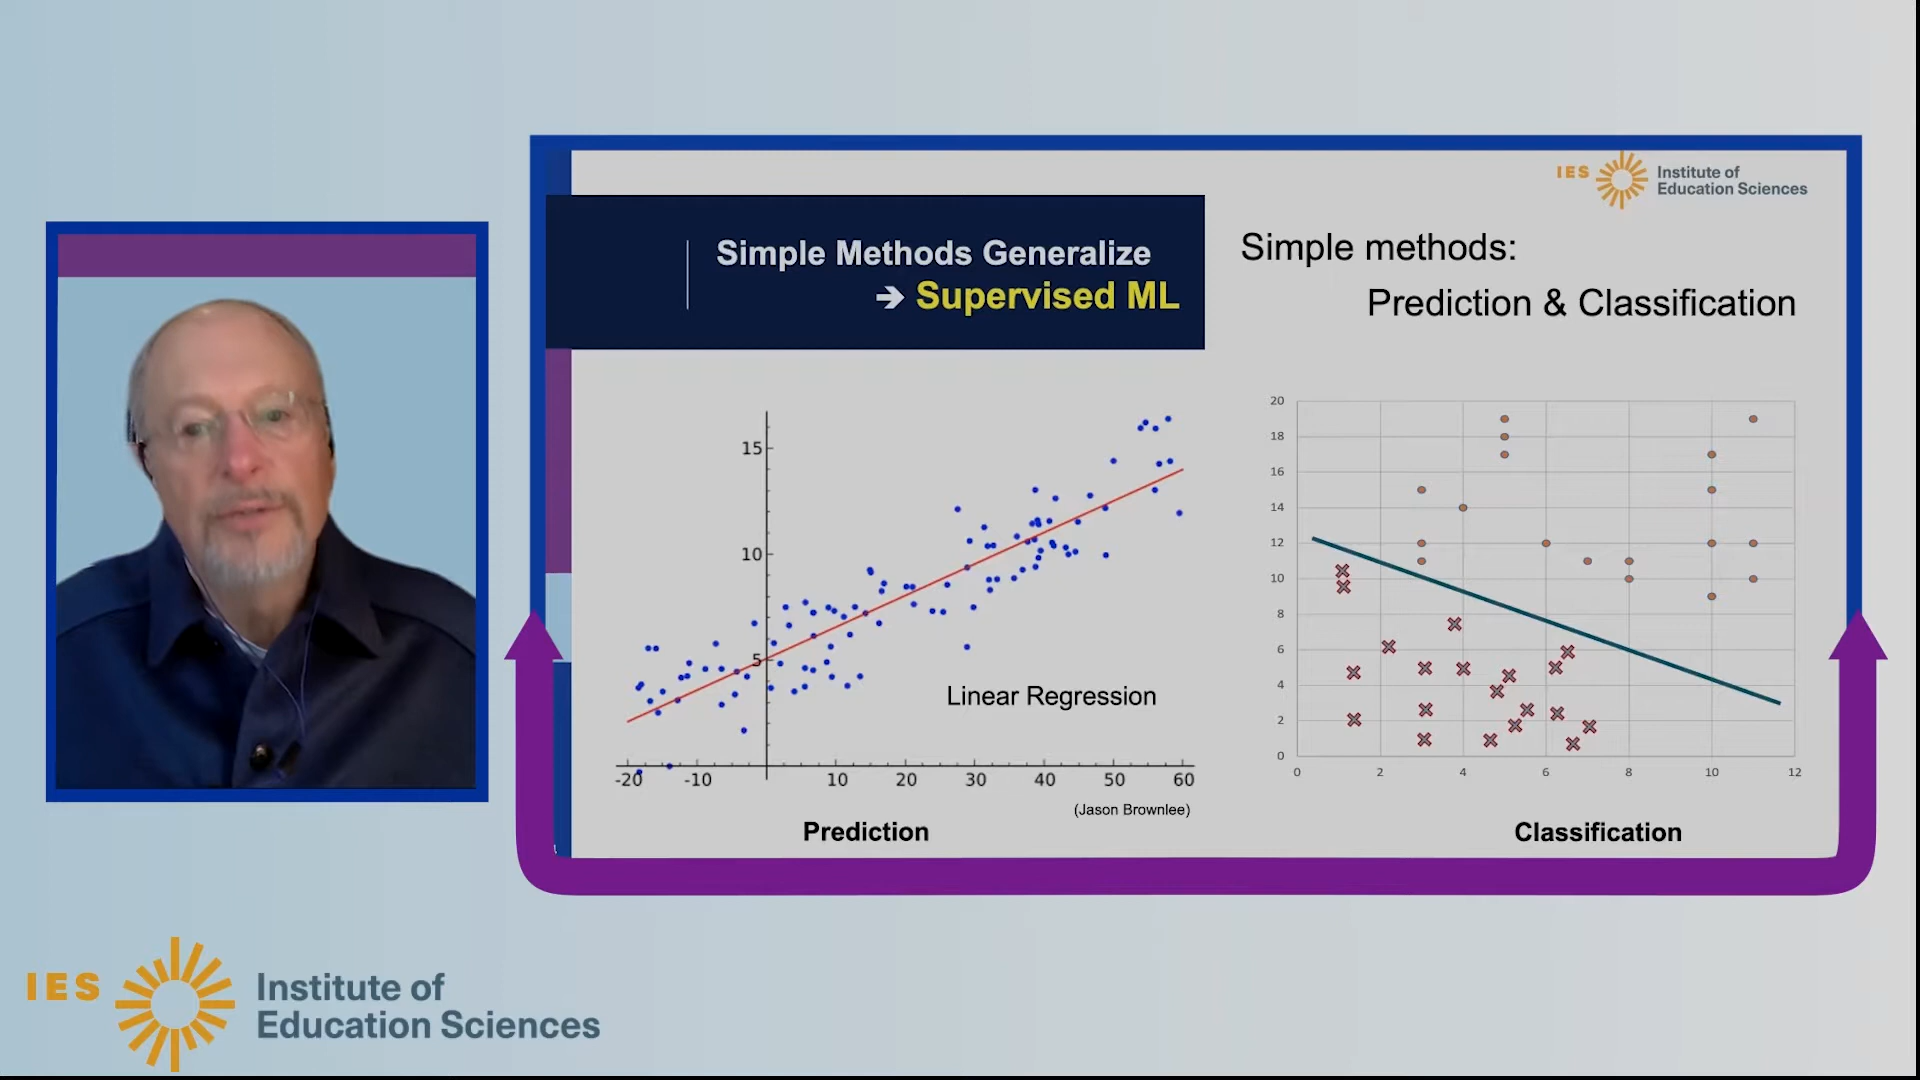 IES
Institute of
Education Sciences
Simple Methods Generalize
➔ Supervised ML
Simple methods:
Prediction & Classification
15
10
5
-20 -10 10 20 30 40 50 60
Linear Regression
(Jason Brownlee)
Prediction
20
18
16
14
12
10
8
6
4
2
0
0 2 4 6 8 10 12
Classification
IES
Institute of
Education Sciences